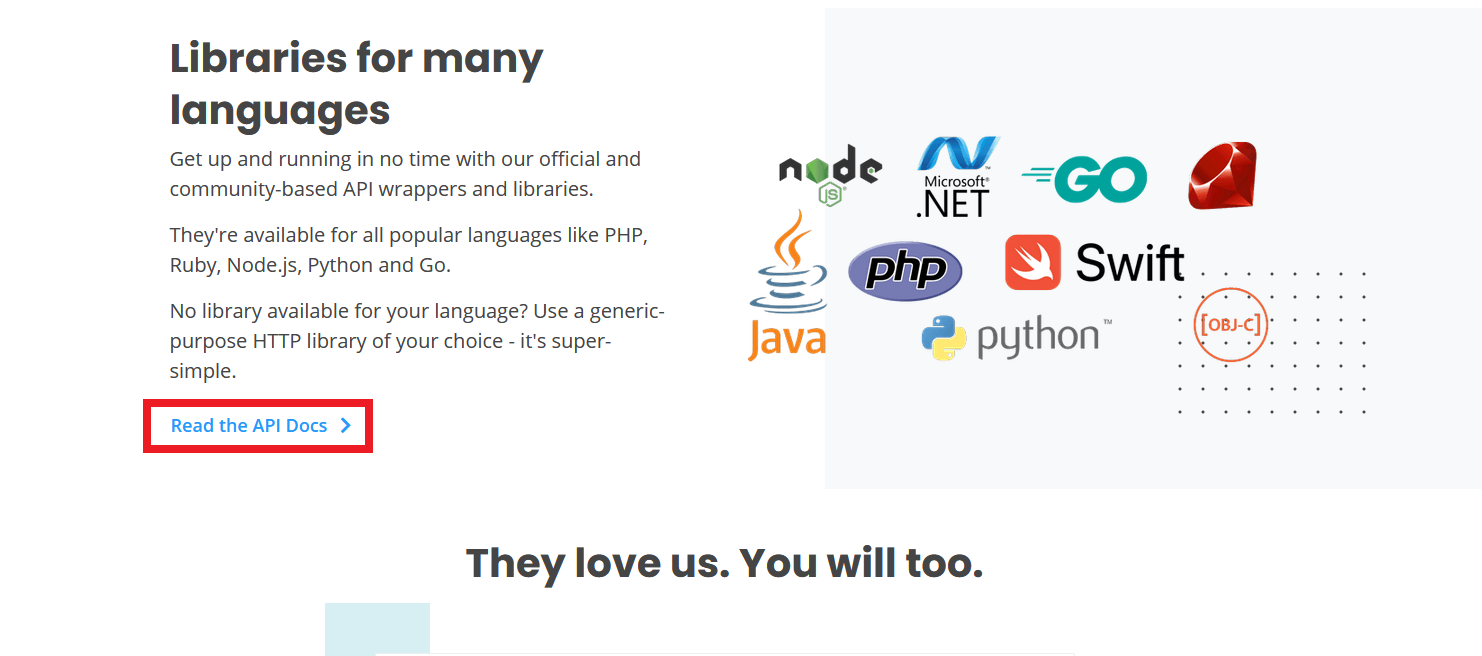 Libraries for many
languages
Get up and running in no time with our official and
community-based API wrappers and libraries.
They're available for all popular languages like PHP,
Ruby, Node.js, Python and Go.
No library available for your language? Use a generic-
purpose HTTP library of your choice - it's super-
simple.
Read the API Docs
node
JS®
Microsoft®
.NET™
GO
Java
php
Swift
python™
[OBJ-C]
They love us. You will too.